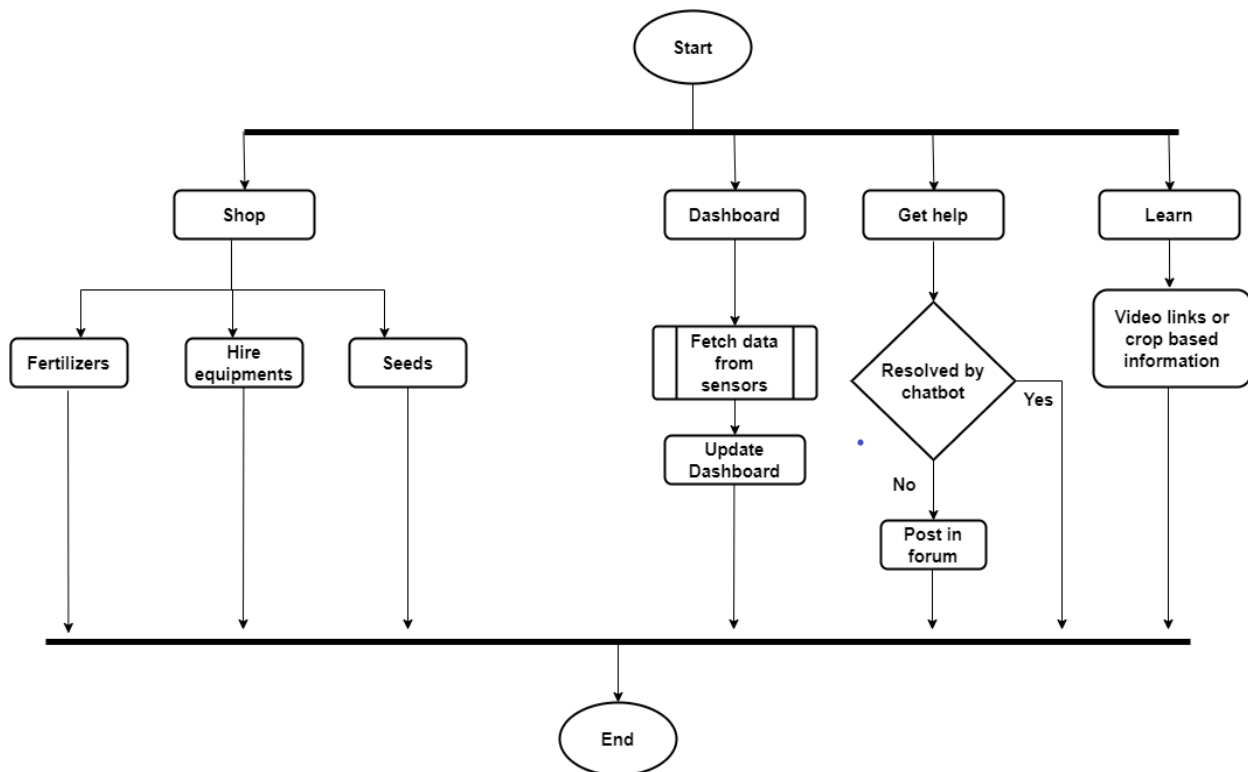 Start
Shop
Dashboard
Get help
Learn
Fertilizers
Hire
equipments
Seeds
Fetch data
from
sensors
Resolved by
chatbot
Yes
Video links or
crop based
information
Update
Dashboard
No
Post in
forum
End